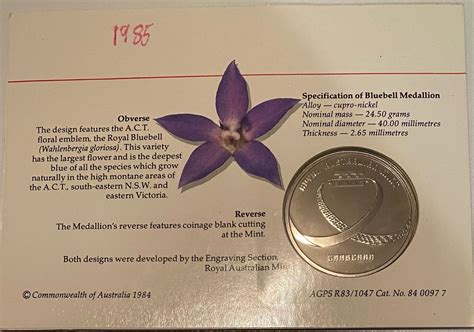 1985
Obverse
The design features the A.C.T.
floral emblem, the Royal Bluebell
(Wahlenbergia gloriosa). This variety
has the largest flower and is the deepest
blue of all the species which grow
naturally in the high montane areas of
the A.C.T., south-eastern N.S.W. and
eastern Victoria.
Specification of Bluebell Medallion
Alloy — cupro-nickel
Nominal mass — 24.50 grams
Nominal diameter — 40.00 millimetres
Thickness — 2.65 millimetres
Reverse
The Medallion's reverse features coinage blank cutting
at the Mint.
Both designs were developed by the Engraving Section,
Royal Australian Mint
ROYAL AUSTRALIAN MINT
CANBERRA
© Commonwealth of Australia 1984
AGPS R83/1047 Cat. No. 84 0097 7